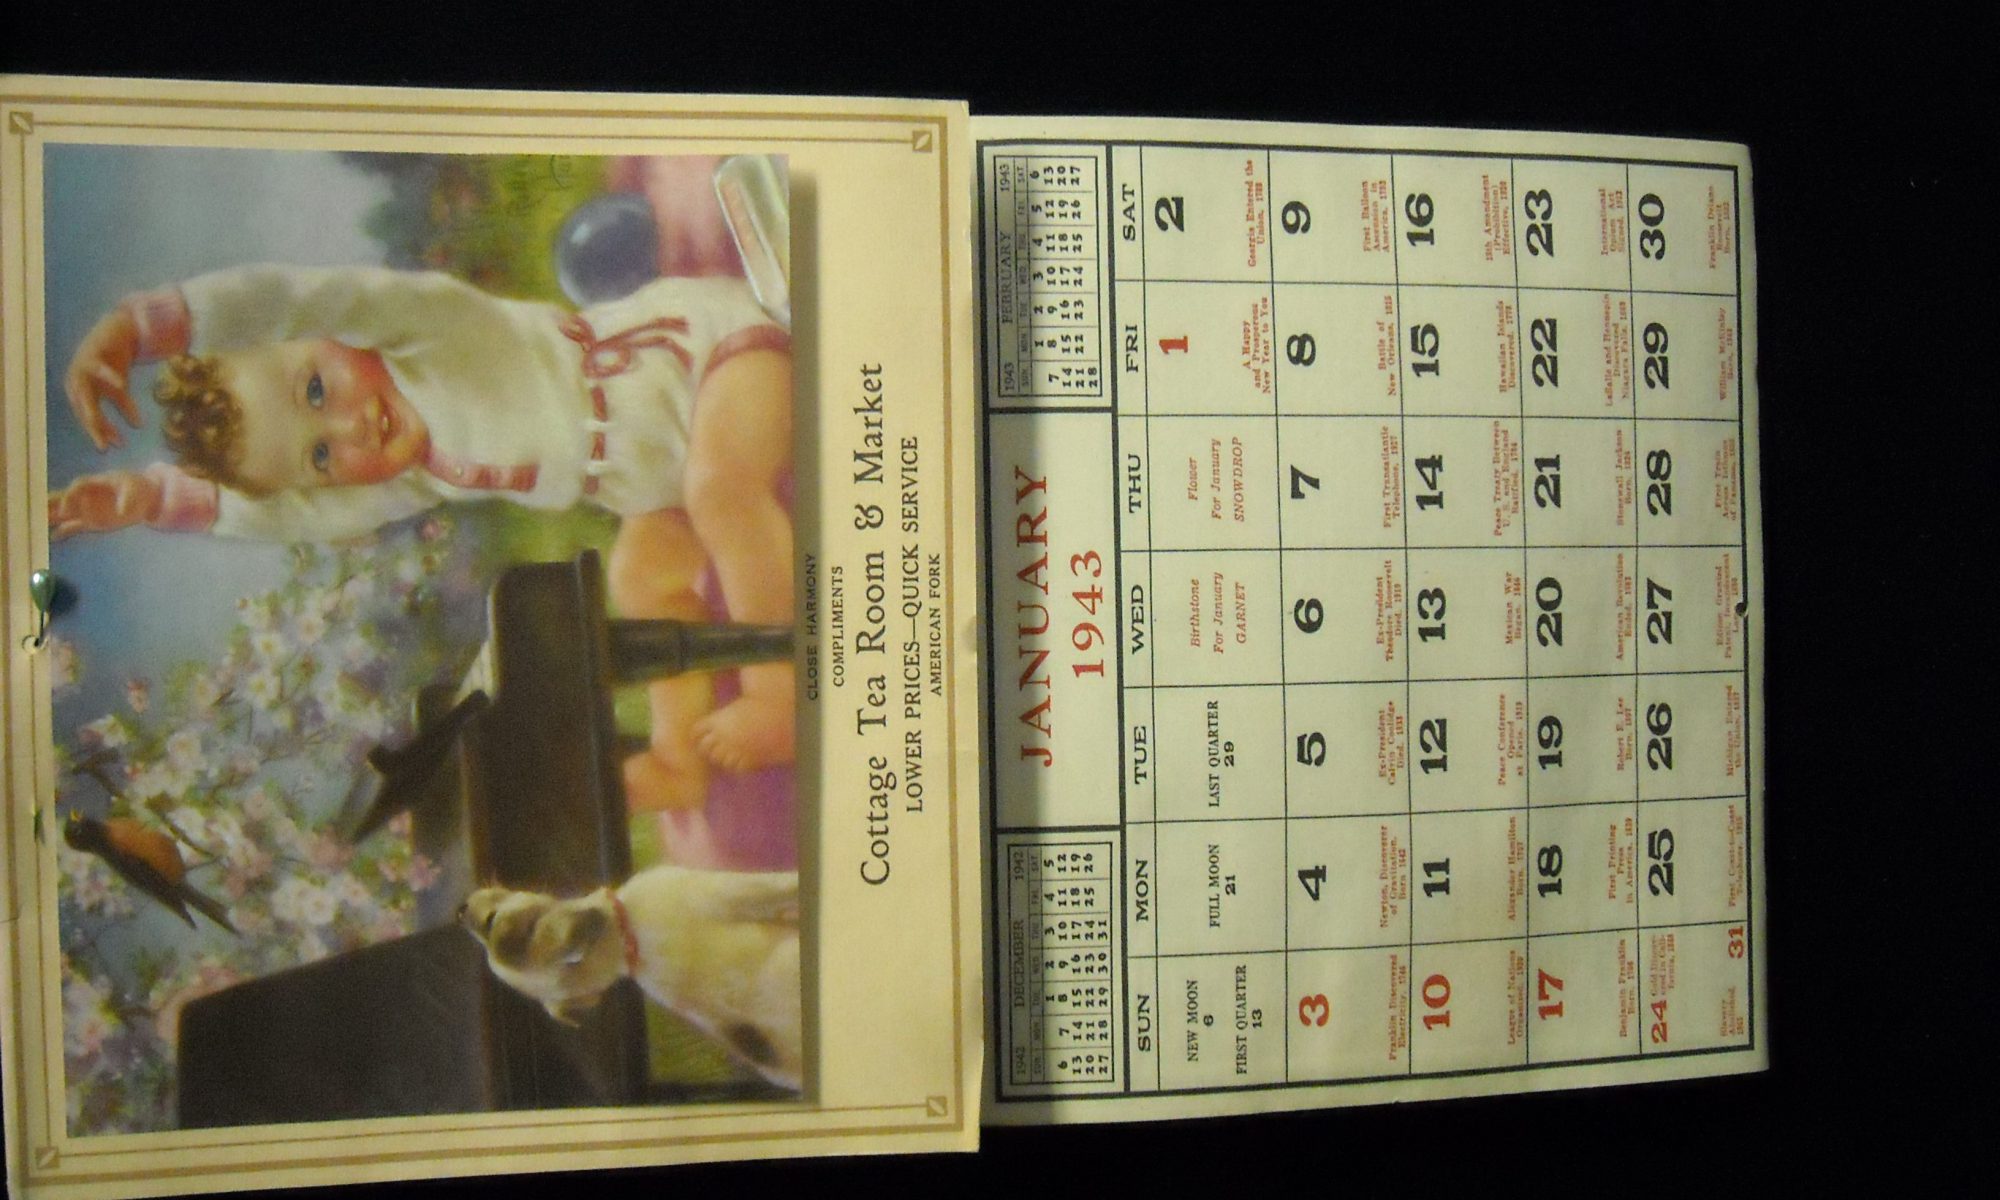 CLOSE HARMONY
COMPLIMENTS
Cottage Tea Room & Market
LOWER PRICES—QUICK SERVICE
AMERICAN FORK
1942 DECEMBER 1942
SUN MON TUE WED THU FRI SAT
1 2 3 4 5
6 7 8 9 10 11 12
13 14 15 16 17 18 19
20 21 22 23 24 25 26
27 28 29 30 31
JANUARY
1943
1943 FEBRUARY 1943
SUN MON TUE WED THU FRI SAT
1 2 3 4 5 6
7 8 9 10 11 12 13
14 15 16 17 18 19 20
21 22 23 24 25 26 27
28
SUN MON TUE WED THU FRI SAT
NEW MOON
6
FIRST QUARTER
13
FULL MOON
21
LAST QUARTER
29
Birthstone
For January
GARNET
Flower
For January
SNOWDROP
1
A Happy
and Prosperous
New Year to You
2
Georgia Entered the
Union, 1788
3
Franklin Discovered
Electricity, 1746
4
Newton, Discoverer
of Gravitation,
Born 1642
5
Ex-President
Calvin Coolidge
Died, 1933
6
Ex-President
Theodore Roosevelt
Died, 1919
7
First Transatlantic
Telephone, 1927
8
Battle of
New Orleans, 1815
9
First Balloon
Ascension in
America, 1793
10
League of Nations
Organized, 1920
11
Alexander Hamilton
Born, 1757
12
Peace Conference
Opened
at Paris, 1919
13
Mexican War
Began, 1846
14
Peace Treaty Between
U. S. and England
Ratified, 1784
15
Hawaiian Islands
Discovered, 1778
16
18th Amendment
(Prohibition)
Effective, 1920
17
Benjamin Franklin
Born, 1706
18
First Printing
Press
in America, 1639
19
Robert E. Lee
Born, 1807
20
American Revolution
Ended, 1783
21
Stonewall Jackson
Born, 1824
22
LaSalle and Hennepin
Discovered
Niagara Falls, 1679
23
International
Opium Act
Signed, 1912
24 Gold Discov-
ered in Cali-
fornia, 1848
Slavery
Abolished, 31
1865
25
First Coast-to-Coast
Telephone, 1915
26
Michigan Entered
the Union, 1837
27
Edison Granted
Patent, Incandescent
28
First Train
29
William McKinley
Born, 1843
30
Franklin Delano
Roosevelt
Born, 1882